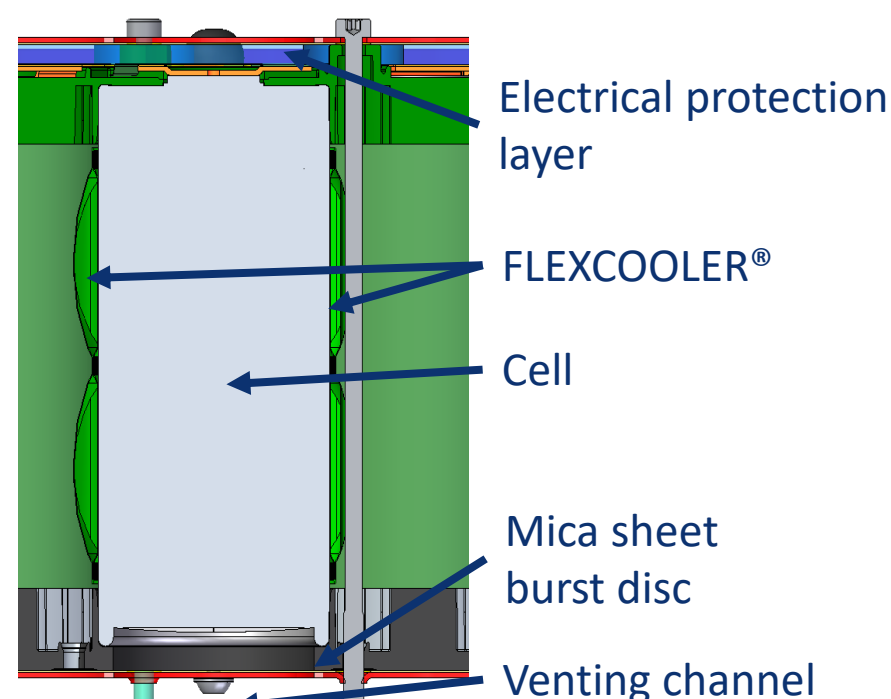 Electrical protection
layer
FLEXCOOLER®
Cell
Mica sheet
burst disc
Venting channel